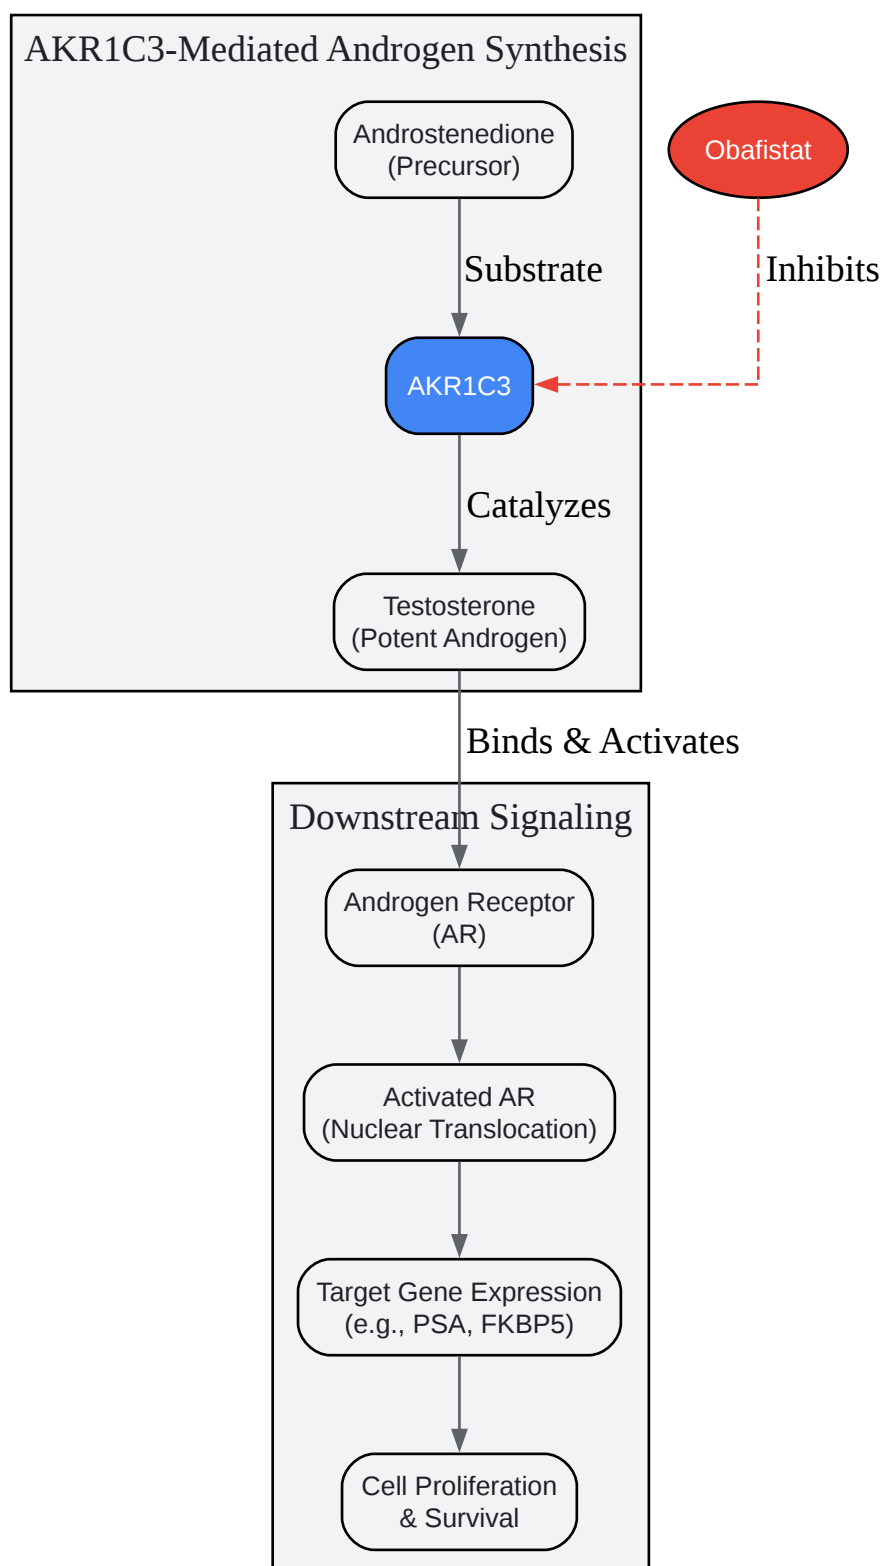 AKR1C3-Mediated Androgen Synthesis
Androstenedione
(Precursor)
Obafistat
Substrate
Inhibits
AKR1C3
Catalyzes
Testosterone
(Potent Androgen)
Binds & Activates
Downstream Signaling
Androgen Receptor
(AR)
Activated AR
(Nuclear Translocation)
Target Gene Expression
(e.g., PSA, FKBP5)
Cell Proliferation
& Survival